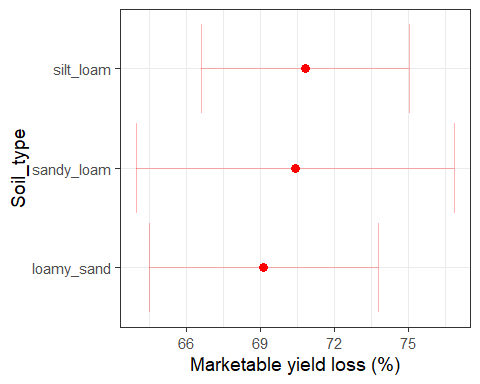 silt_loam
sandy_loam
loamy_sand
Soil_type
66 69 72 75
Marketable yield loss (%)